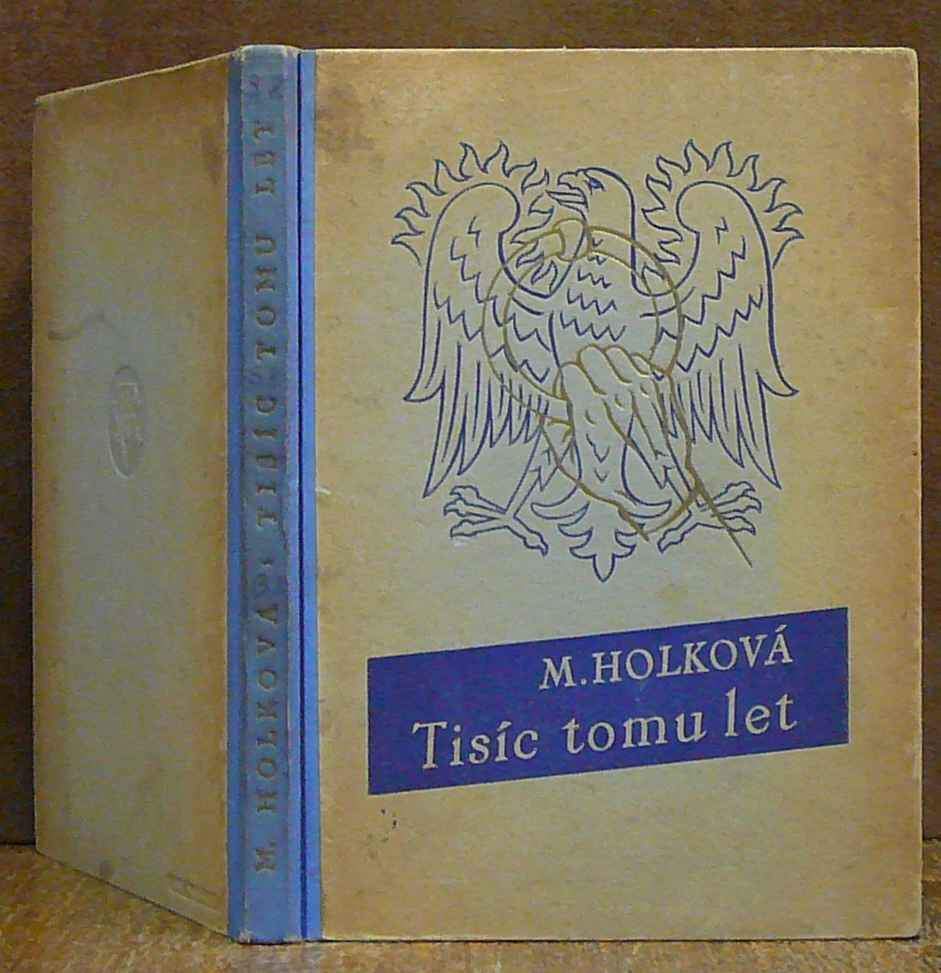 M. HOLKOVÁ: TISÍC TOMU LET
M. HOLKOVÁ
Tisíc tomu let